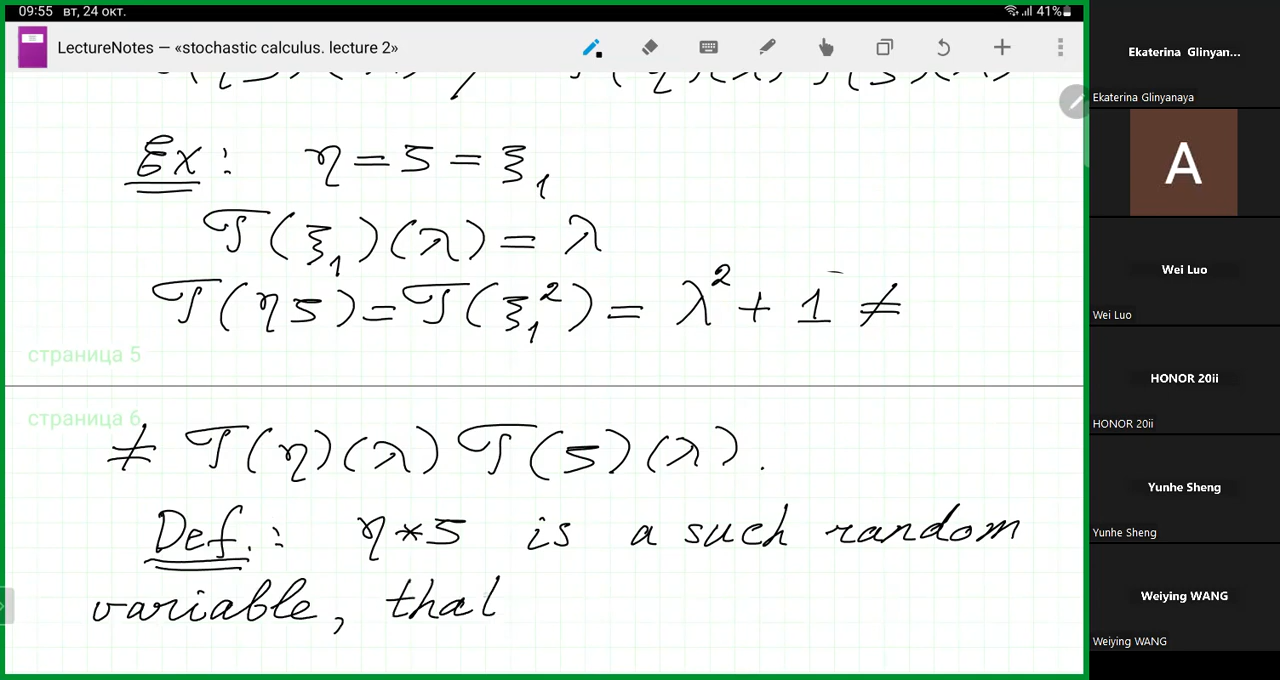 09:55 вт, 24 окт.
41%
LectureNotes — «stochastic calculus. lecture 2»
Ex: η = ζ = ξ₁
𝒯(ξ₁)(λ) = λ
𝒯(ηζ) = 𝒯(ξ₁²) = λ² + 1 ≠
страница 5
страница 6
≠ 𝒯(η)(λ) 𝒯(ζ)(λ).
Def.: η * ζ is a such random
variable, that
Ekaterina Glinyan...
Ekaterina Glinyanaya
A
Wei Luo
Wei Luo
HONOR 20ii
HONOR 20ii
Yunhe Sheng
Yunhe Sheng
Weiying WANG
Weiying WANG